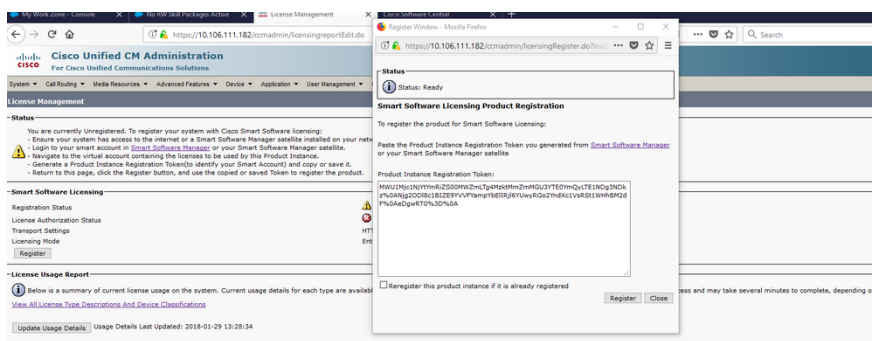 My Work Zone - Console
No RW Skill Packages Active
License Management
Cisco Software Central
https://10.106.111.182/ccmadmin/licensingreportEdit.do
Search
CISCO
Cisco Unified CM Administration
For Cisco Unified Communications Solutions
System Call Routing Media Resources Advanced Features Device Application User Management
License Management
Status
You are currently Unregistered. To register your system with Cisco Smart Software licensing:
- Ensure your system has access to the internet or a Smart Software Manager satellite installed on your
- Login to your smart account in Smart Software Manager or your Smart Software Manager satellite.
- Navigate to the virtual account containing the licenses to be used by this Product Instance.
- Generate a Product Instance Registration Token(to identify your Smart Account) and copy or save it.
- Return to this page, click the Register button, and use the copied or saved Token to register the product.
Smart Software Licensing
Registration Status
License Authorization Status
Transport Settings
Licensing Mode
Register
License Usage Report
Below is a summary of current license usage on the system. Current usage details for each type are
View All License Type Descriptions And Device Classifications
Update Usage Details Usage Details Last Updated: 2018-01-29 13:28:34
Register Window - Mozilla Firefox
https://10.106.111.182/ccmadmin/licensingRegister.do
Status
Status: Ready
Smart Software Licensing Product Registration
To register the product for Smart Software Licensing:
Paste the Product Instance Registration Token you generated from Smart Software Manager
or your Smart Software Manager satellite
Product Instance Registration Token:
Reregister this product instance if it is already registered
Register Close
and may take several minutes to complete, depending